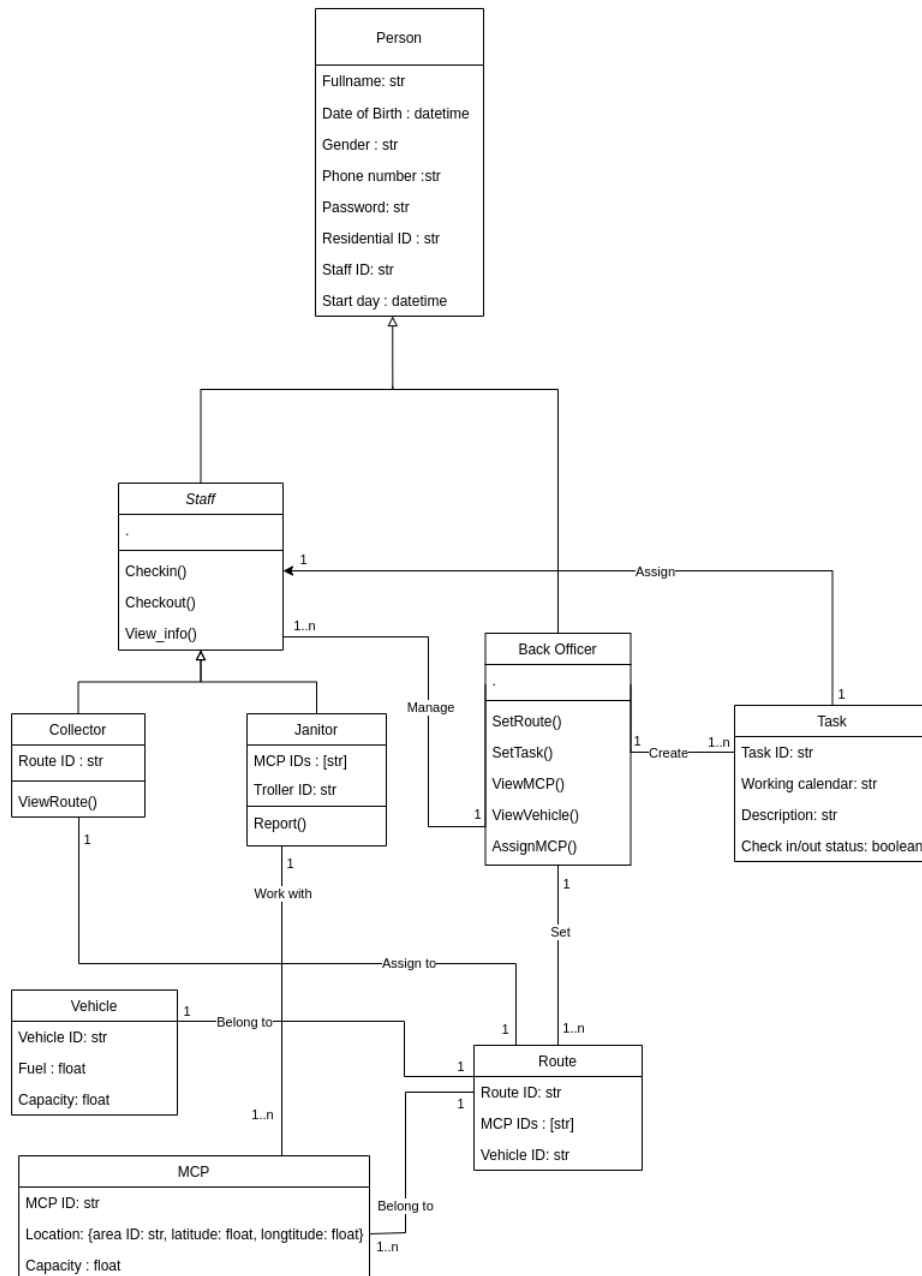 Person
Fullname: str
Date of Birth : datetime
Gender : str
Phone number :str
Password: str
Residential ID : str
Staff ID: str
Start day : datetime
Staff
.
Checkin()
Checkout()
View_info()
1
Assign
1..n
Manage
1
1
Back Officer
.
SetRoute()
SetTask()
ViewMCP()
ViewVehicle()
AssignMCP()
1
Create
1..n
Task
Task ID: str
Working calendar: str
Description: str
Check in/out status: boolean
Collector
Route ID : str
ViewRoute()
1
Janitor
MCP IDs : [str]
Troller ID: str
Report()
1
Work with
1
Set
Assign to
Vehicle
Vehicle ID: str
Fuel : float
Capacity: float
1
Belong to
1
1..n
1
1
Route
Route ID: str
MCP IDs : [str]
Vehicle ID: str
1..n
MCP
MCP ID: str
Location: {area ID: str, latitude: float, longtitude: float}
Capacity : float
Belong to
1..n